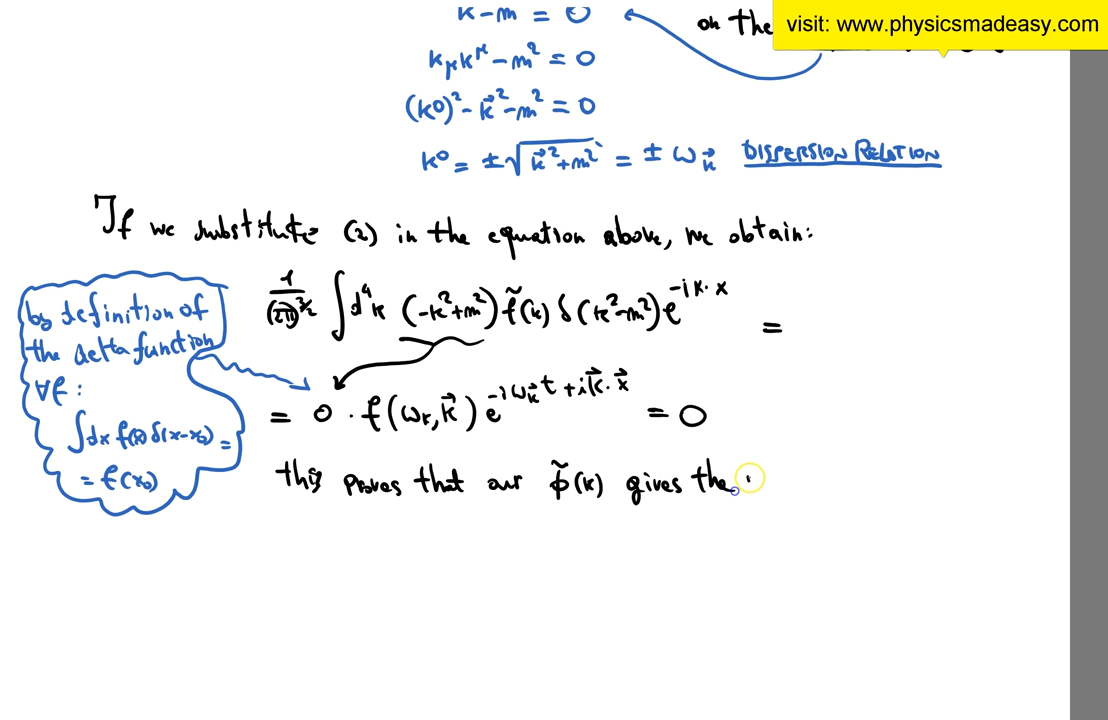 visit: www.physicsmadeasy.com
k-m = 0
on the
kμk^μ - m² = 0
(k⁰)² - k⃗² - m² = 0
k⁰ = ±√(k⃗² + m²) = ± ω_k⃗ DISPERSION RELATION
If we substitute (2) in the equation above, we obtain:
1/(2π)^(3/2) ∫d⁴k (-k²+m²) f̃(k) δ(k²-m²) e^(-ik·x) =
by definition of
the delta function
∀f:
∫dx f(x) δ(x-x₀) =
= f(x₀)
= 0 · f(ω_k, k⃗) e^(-iω_k⃗ t + ik⃗·x⃗) = 0
this proves that our φ̃(k) gives the